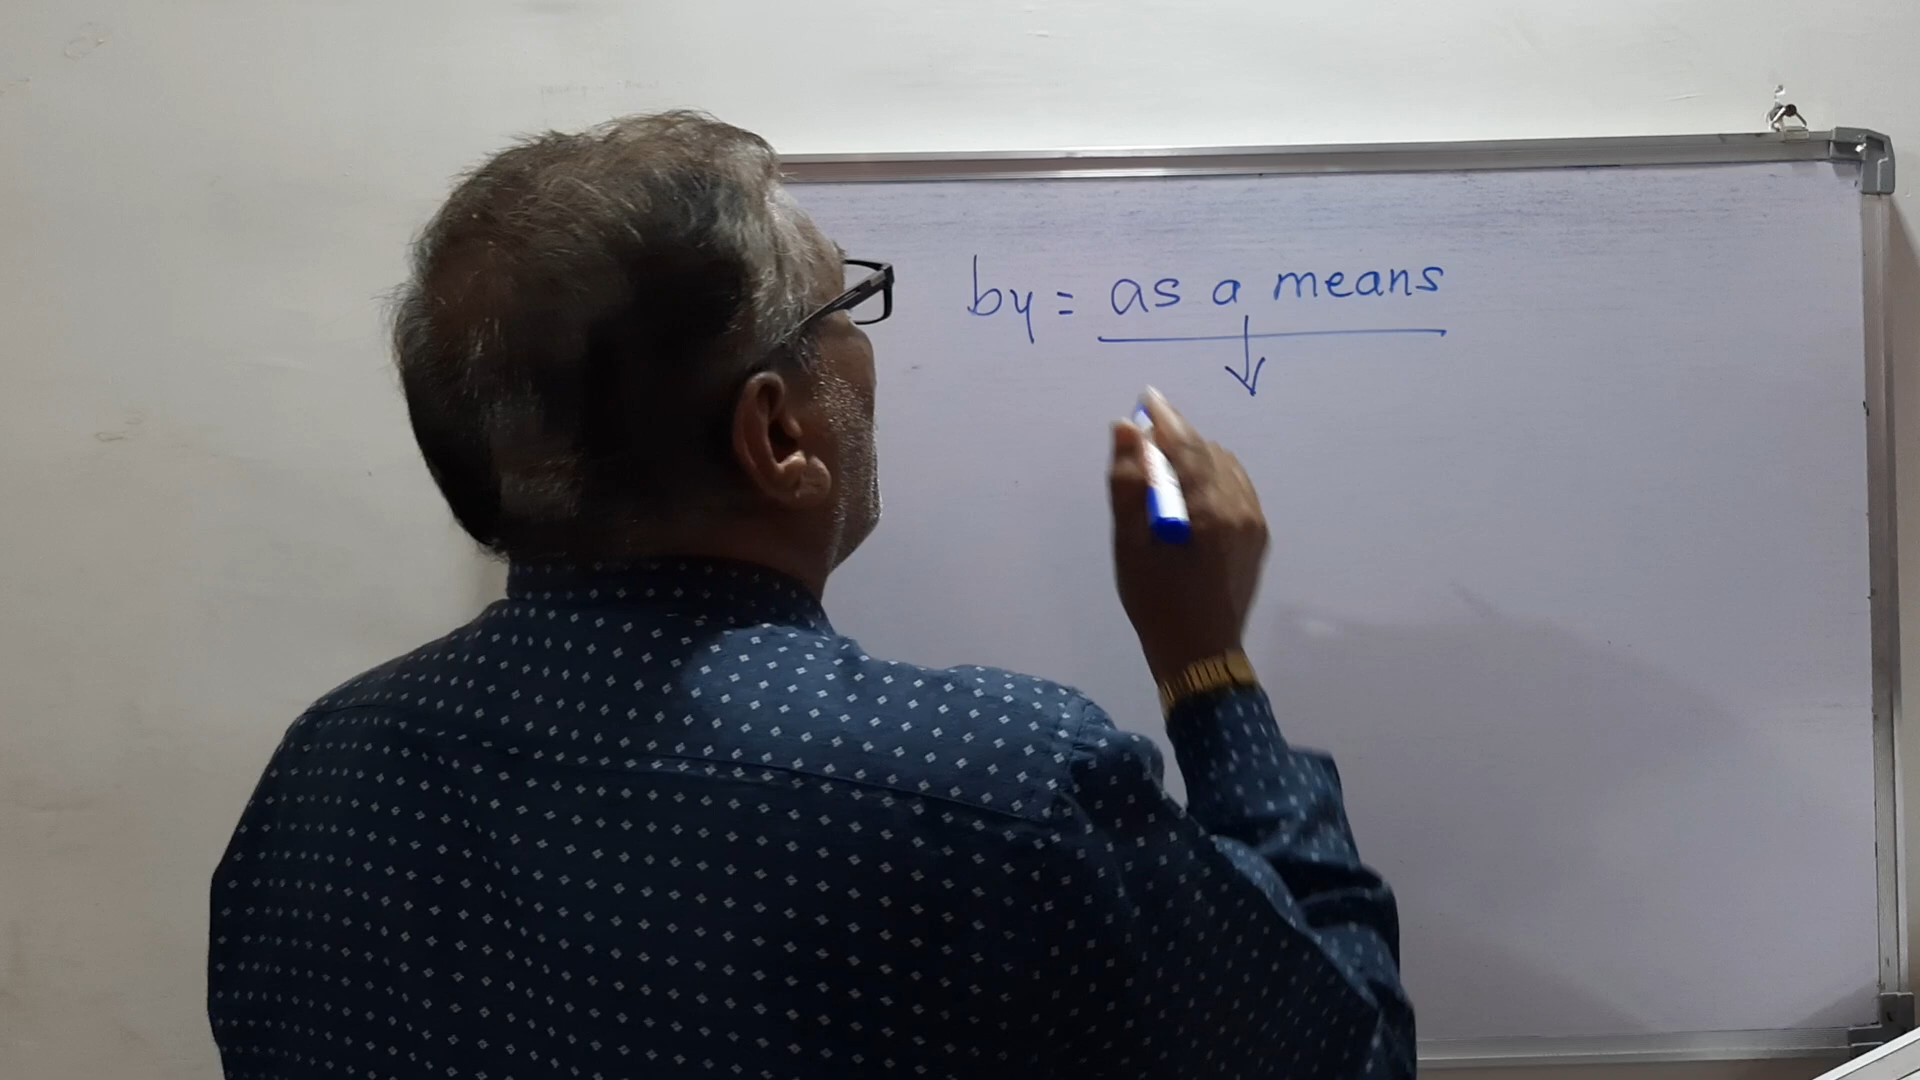 by = as a means